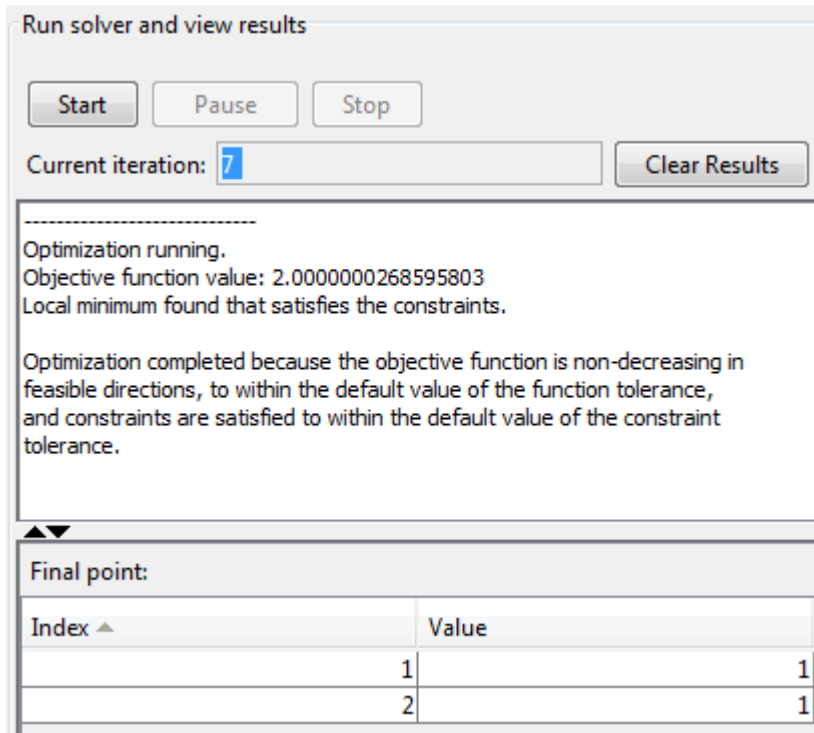 Run solver and view results
Start Pause Stop
Current iteration: 7 Clear Results
------------------------------
Optimization running.
Objective function value: 2.0000000268595803
Local minimum found that satisfies the constraints.
Optimization completed because the objective function is non-decreasing in
feasible directions, to within the default value of the function tolerance,
and constraints are satisfied to within the default value of the constraint
tolerance.
Final point:
Index Value
1 1
2 1